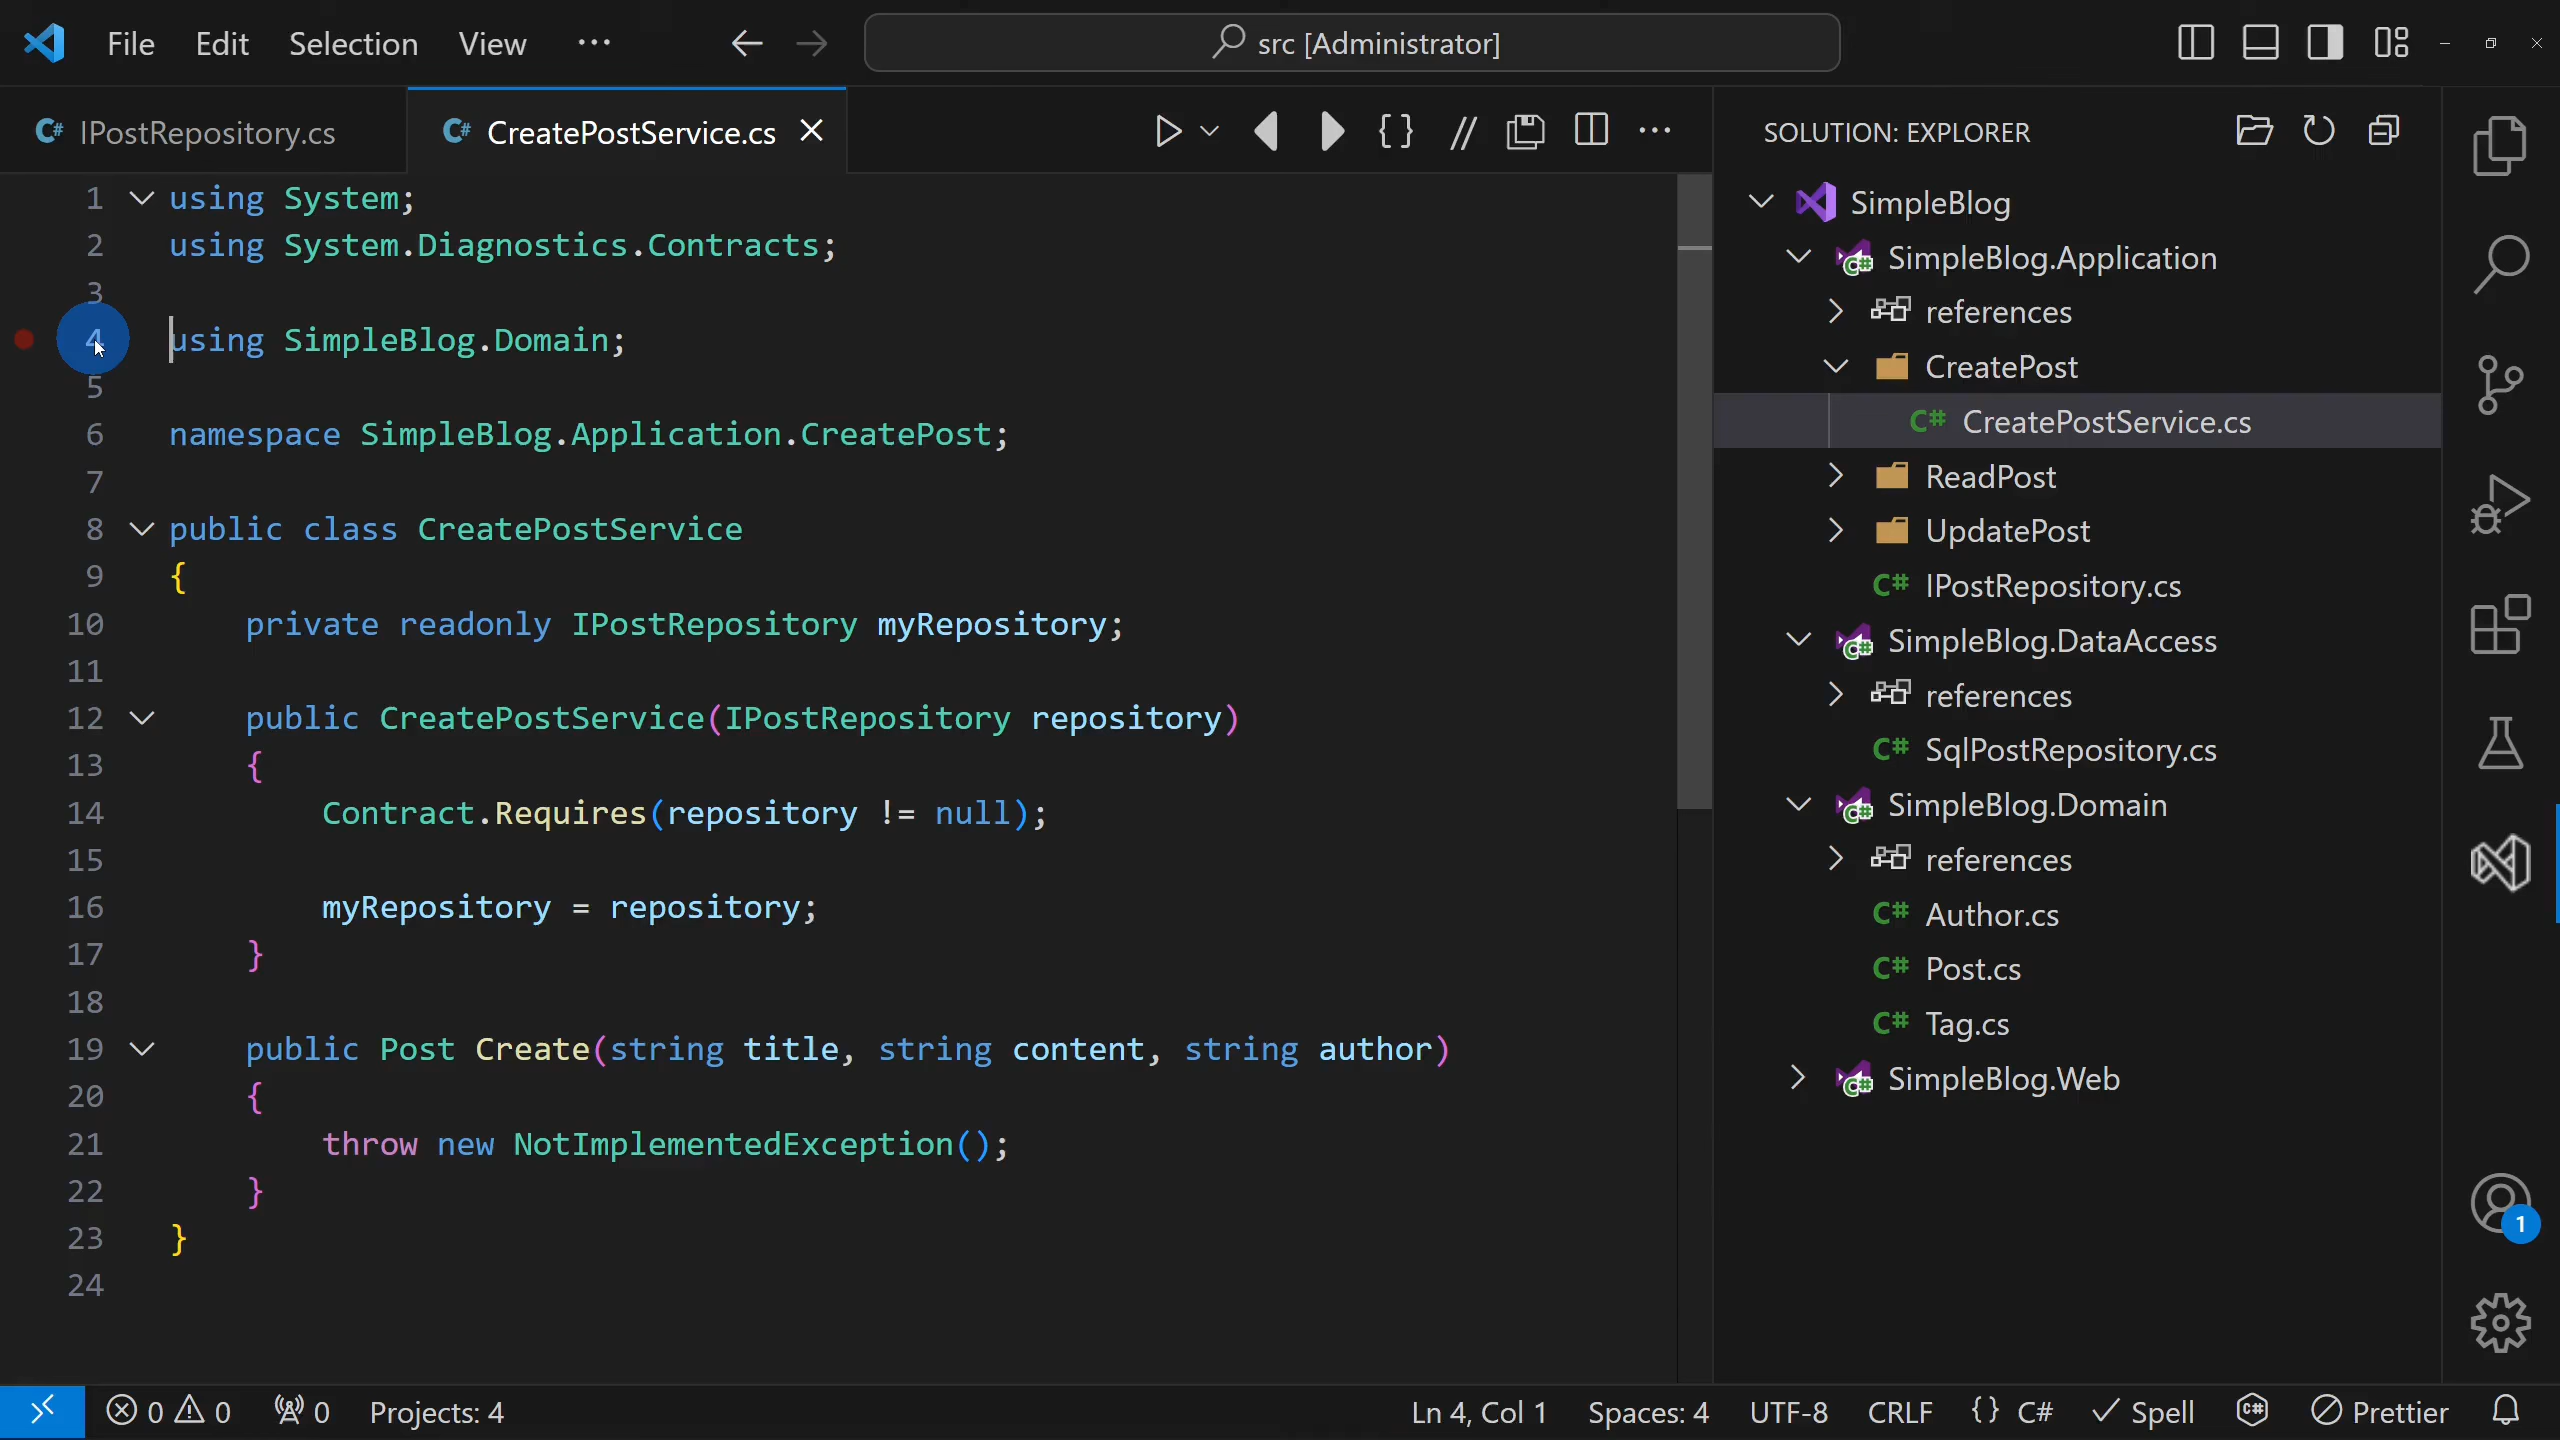 File Edit Selection View ··· src [Administrator]
IPostRepository.cs CreatePostService.cs
1 using System;
2 using System.Diagnostics.Contracts;
3
4 using SimpleBlog.Domain;
5
6 namespace SimpleBlog.Application.CreatePost;
7
8 public class CreatePostService
9 {
10 private readonly IPostRepository myRepository;
11
12 public CreatePostService(IPostRepository repository)
13 {
14 Contract.Requires(repository != null);
15
16 myRepository = repository;
17 }
18
19 public Post Create(string title, string content, string author)
20 {
21 throw new NotImplementedException();
22 }
23 }
24
SOLUTION: EXPLORER
SimpleBlog
SimpleBlog.Application
references
CreatePost
C# CreatePostService.cs
ReadPost
UpdatePost
C# IPostRepository.cs
SimpleBlog.DataAccess
references
C# SqlPostRepository.cs
SimpleBlog.Domain
references
C# Author.cs
C# Post.cs
C# Tag.cs
SimpleBlog.Web
1
0 0 0 Projects: 4 Ln 4, Col 1 Spaces: 4 UTF-8 CRLF {} C# Spell Prettier